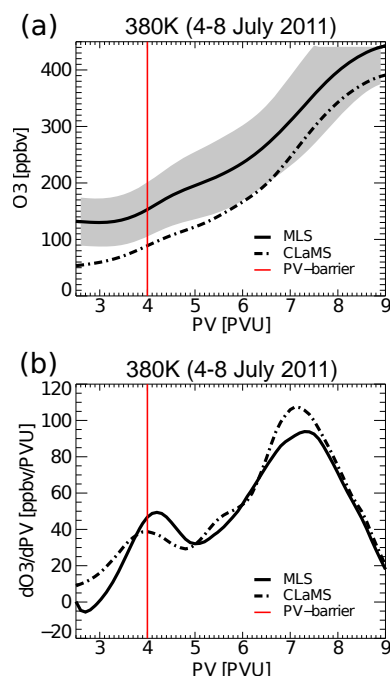 (a)
380K (4-8 July 2011)
O3 [ppbv]
400
300
200
100
0
MLS
CLaMS
PV-barrier
3 4 5 6 7 8 9
PV [PVU]
(b)
380K (4-8 July 2011)
dO3/dPV [ppbv/PVU]
120
100
80
60
40
20
0
-20
MLS
CLaMS
PV-barrier
3 4 5 6 7 8 9
PV [PVU]